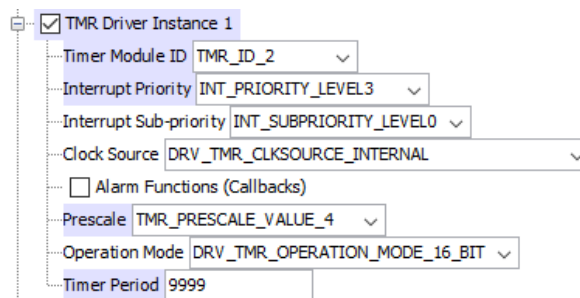 TMR Driver Instance 1
Timer Module ID TMR_ID_2
Interrupt Priority INT_PRIORITY_LEVEL3
Interrupt Sub-priority INT_SUBPRIORITY_LEVEL0
Clock Source DRV_TMR_CLKSOURCE_INTERNAL
Alarm Functions (Callbacks)
Prescale TMR_PRESCALE_VALUE_4
Operation Mode DRV_TMR_OPERATION_MODE_16_BIT
Timer Period 9999